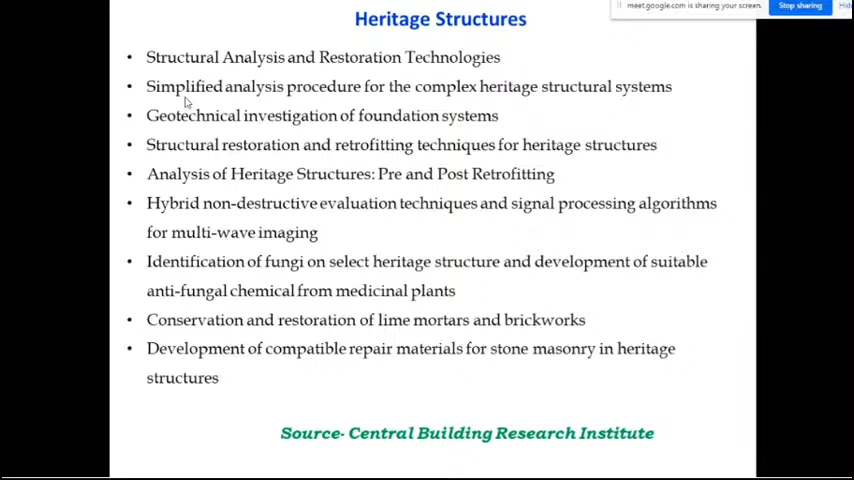 meet.google.com is sharing your screen.
Stop sharing
Heritage Structures
• Structural Analysis and Restoration Technologies
• Simplified analysis procedure for the complex heritage structural systems
• Geotechnical investigation of foundation systems
• Structural restoration and retrofitting techniques for heritage structures
• Analysis of Heritage Structures: Pre and Post Retrofitting
• Hybrid non-destructive evaluation techniques and signal processing algorithms
for multi-wave imaging
• Identification of fungi on select heritage structure and development of suitable
anti-fungal chemical from medicinal plants
• Conservation and restoration of lime mortars and brickworks
• Development of compatible repair materials for stone masonry in heritage
structures
Source- Central Building Research Institute